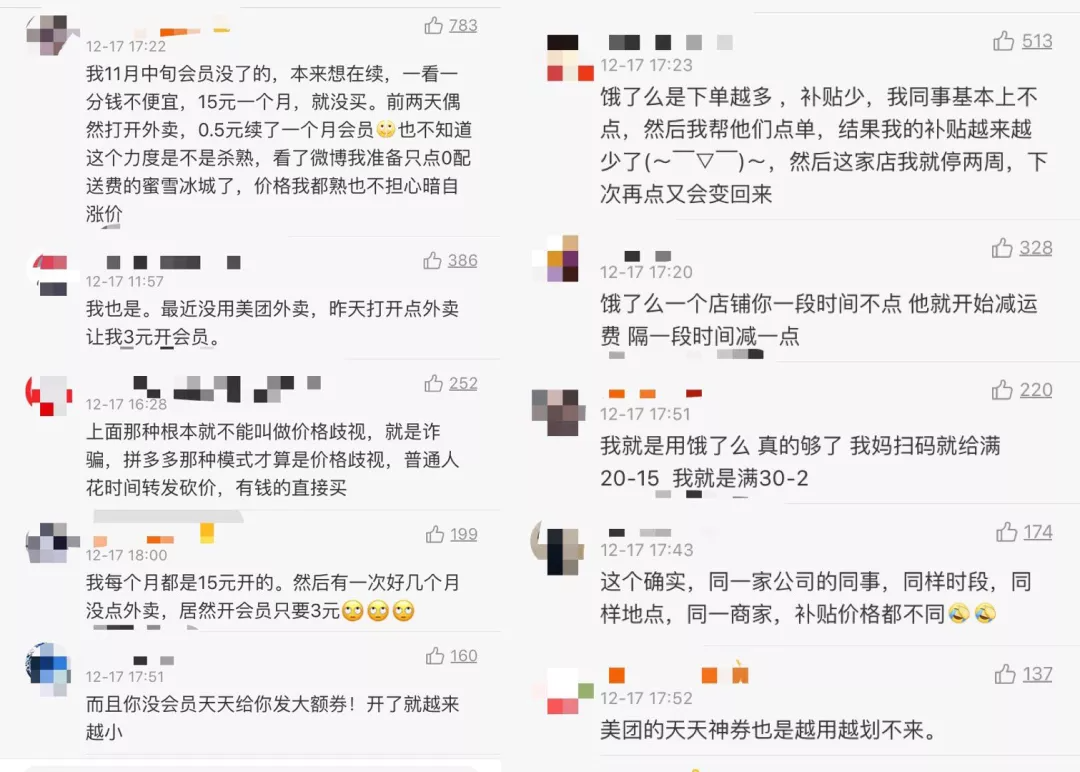 783
12-17 17:22
我11月中旬会员没了的，本来想在续，一看一
分钱不便宜，15元一个月，就没买。前两天偶
然打开外卖，0.5元续了一个月会员🙂也不知道
这个力度是不是杀熟，看了微博我准备只点0配
送费的蜜雪冰城了，价格我都熟也不担心暗自
涨价
386
12-17 11:57
我也是。最近没用美团外卖，昨天打开点外卖
让我3元开会员。
252
12-17 16:28
上面那种根本就不能叫做价格歧视，就是诈
骗，拼多多那种模式才算是价格歧视，普通人
花时间转发砍价，有钱的直接买
199
12-17 18:00
我每个月都是15元开的。然后有一次好几个月
没点外卖，居然开会员只要3元🙄🙄🙄
160
12-17 17:51
而且你没会员天天给你发大额券！开了就越来
越小
513
12-17 17:23
饿了么是下单越多 ，补贴少，我同事基本上不
点，然后我帮他们点单，结果我的补贴越来越
少了(～￣▽￣)～，然后这家店我就停两周，下
次再点又会变回来
328
12-17 17:20
饿了么一个店铺你一段时间不点 他就开始减运
费 隔一段时间减一点
220
12-17 17:51
我就是用饿了么 真的够了 我妈扫码就给满
20-15 我就是满30-2
174
12-17 17:43
这个确实，同一家公司的同事，同样时段，同
样地点，同一商家，补贴价格都不同🤣🤣
137
12-17 17:52
美团的天天神券也是越用越划不来。